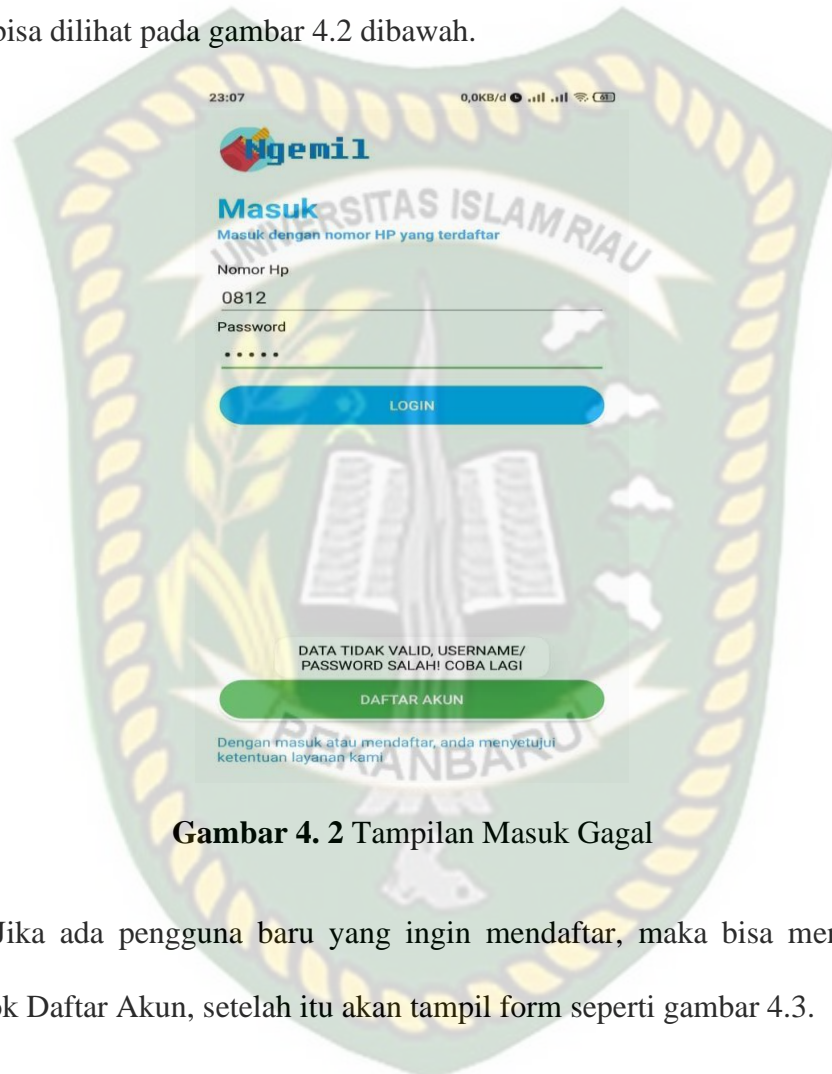 bisa dilihat pada gambar 4.2 dibawah.
23:07 0,0KB/d
Ngemil
UNIVERSITAS ISLAM RIAU
Masuk
Masuk dengan nomor HP yang terdaftar
Nomor Hp
0812
Password
•••••
LOGIN
DATA TIDAK VALID, USERNAME/
PASSWORD SALAH! COBA LAGI
DAFTAR AKUN
Dengan masuk atau mendaftar, anda menyetujui
ketentuan layanan kami
PEKANBARU
Gambar 4. 2 Tampilan Masuk Gagal
Jika ada pengguna baru yang ingin mendaftar, maka bisa
Daftar Akun, setelah itu akan tampil form seperti gambar 4.3.